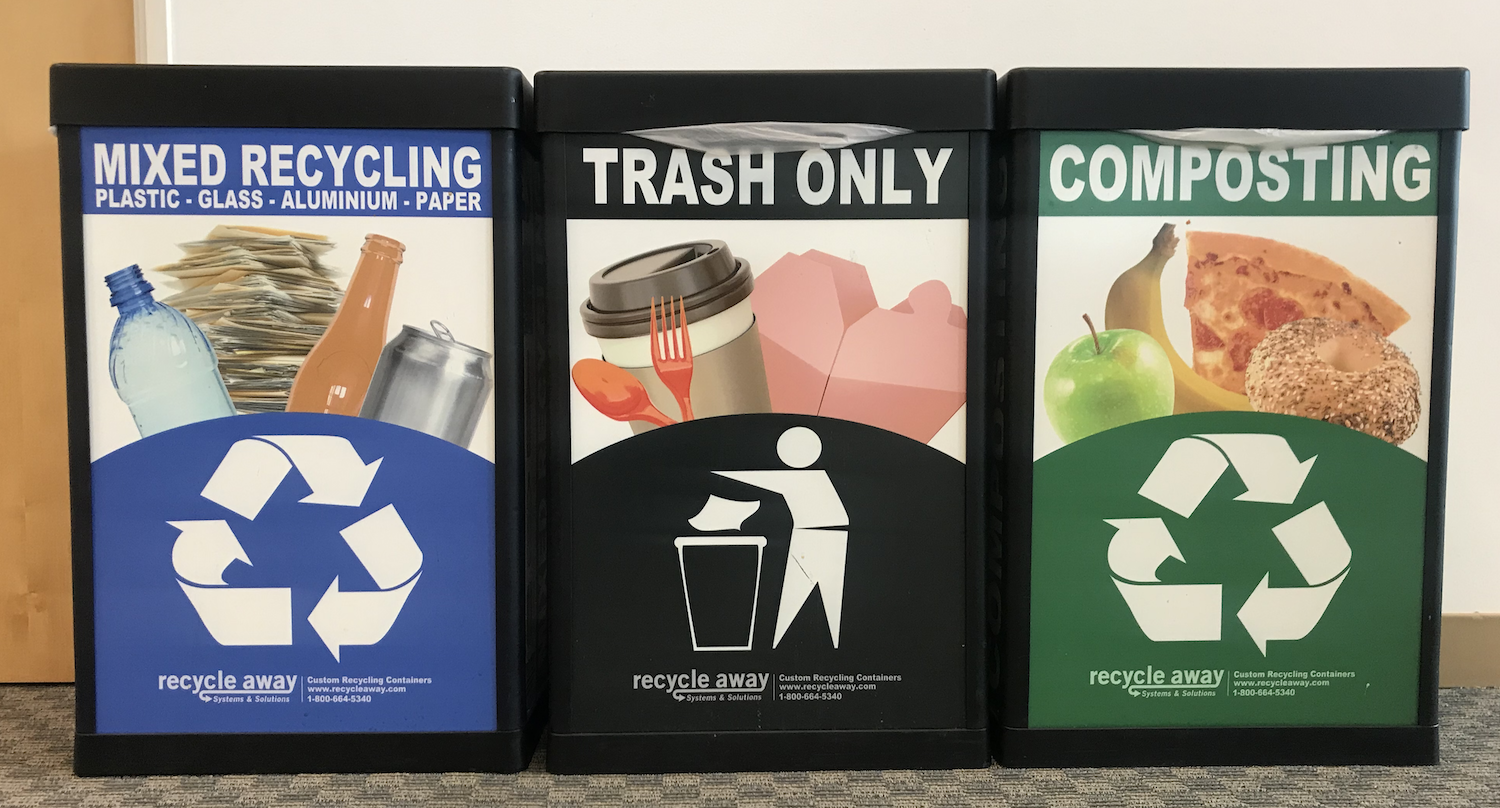 MIXED RECYCLING
PLASTIC - GLASS - ALUMINIUM - PAPER
recycle away
Systems & Solutions
Custom Recycling Containers
www.recycleaway.com
1-800-664-5340
TRASH ONLY
recycle away
Systems & Solutions
Custom Recycling Containers
www.recycleaway.com
1-800-664-5340
COMPOSTING
recycle away
Systems & Solutions
Custom Recycling Containers
www.recycleaway.com
1-800-664-5340